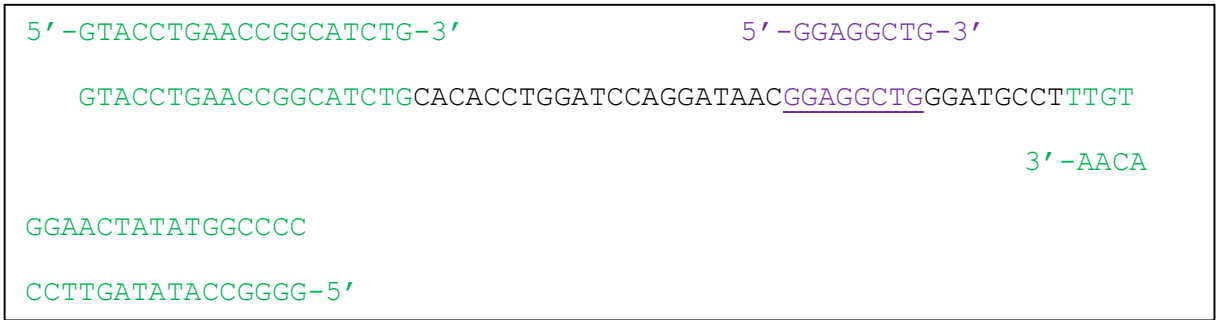 5’-GTACCTGAACCGGCATCTG-3’ 5’-GGAGGCTG-3’
GTACCTGAACCGGCATCTGCACACCTGGATCCAGGATAACGGAGGCTGGGATGCCTTTGT
3’-AACA
GGAACTATATGGCCCC
CCTTGATATACCGGGG-5’